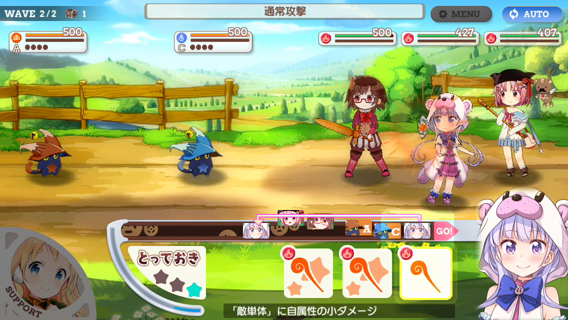 WAVE 2/2 1
通常攻撃
MENU
AUTO
500
A
500
C
500
427
407
A
C
GO!
とっておき
SUPPORT
「敵単体」に自属性の小ダメージ